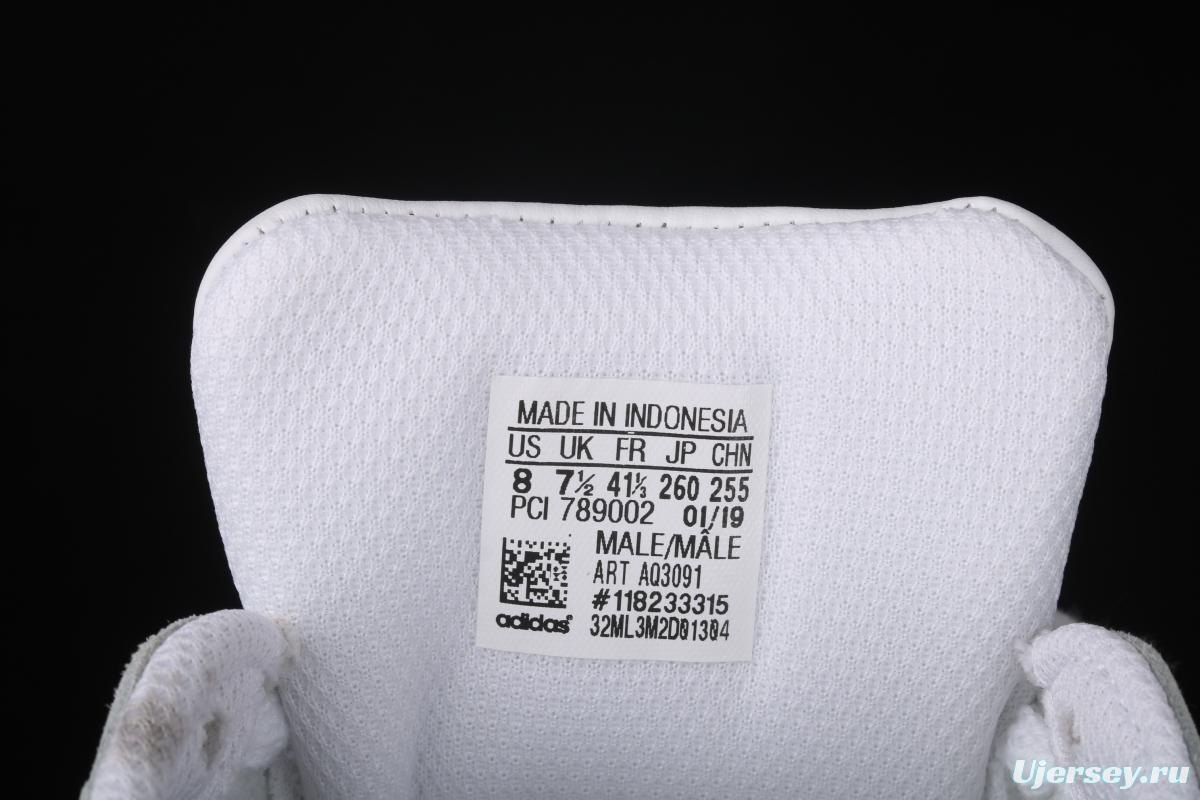 MADE IN INDONESIA
US UK FR JP CHN
8 7½ 41⅓ 260 255
PCI 789002 01/19
MALE/MÂLE
ART AQ3091
#118233315
adidas 32ML3M2D01304
Ujersey.ru